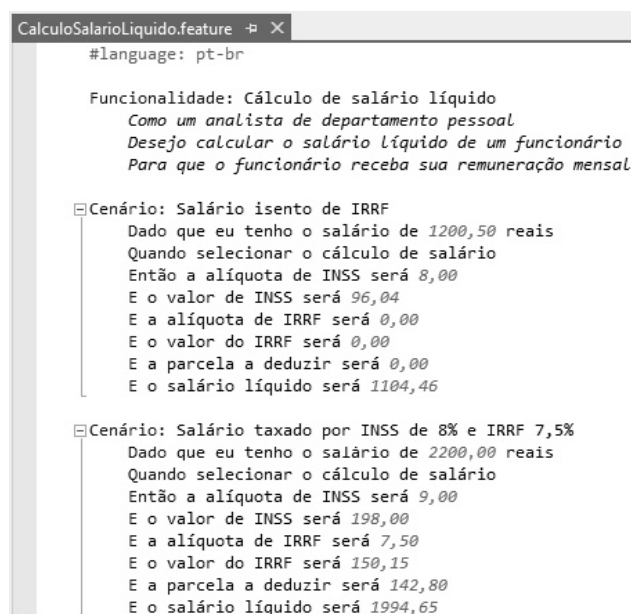 CalculoSalarioLiquido.feature
#language: pt-br
Funcionalidade: Cálculo de salário líquido
Como um analista de departamento pessoal
Desejo calcular o salário líquido de um funcionário
Para que o funcionário receba sua remuneração mensal
Cenário: Salário isento de IRRF
Dado que eu tenho o salário de 1200,50 reais
Quando selecionar o cálculo de salário
Então a alíquota de INSS será 8,00
E o valor de INSS será 96,04
E a alíquota de IRRF será 0,00
E o valor do IRRF será 0,00
E a parcela a deduzir será 0,00
E o salário líquido será 1104,46
Cenário: Salário taxado por INSS de 8% e IRRF 7,5%
Dado que eu tenho o salário de 2200,00 reais
Quando selecionar o cálculo de salário
Então a alíquota de INSS será 9,00
E o valor de INSS será 198,00
E a alíquota de IRRF será 7,50
E o valor do IRRF será 150,15
E a parcela a deduzir será 142,80
E o salário líquido será 1994,65